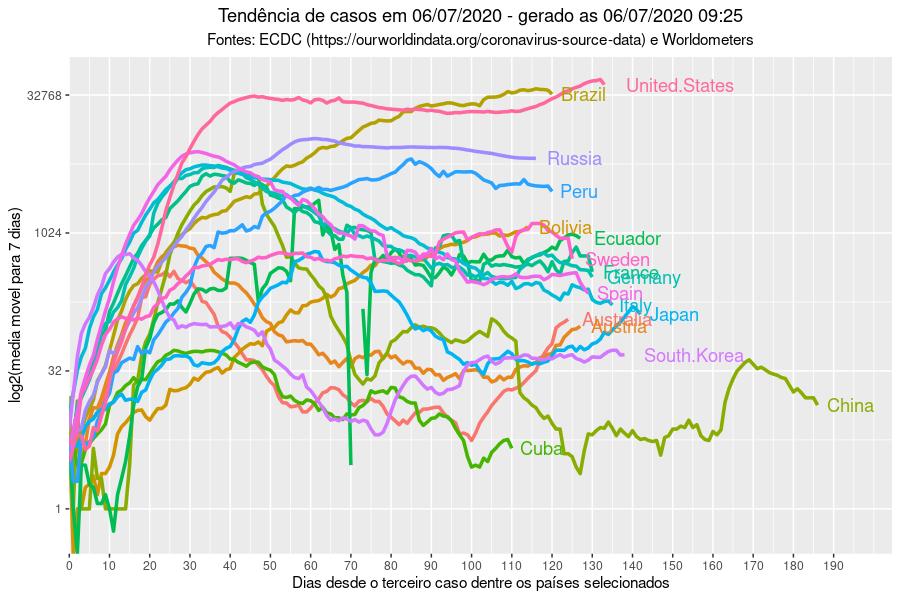 Tendência de casos em 06/07/2020 - gerado as 06/07/2020 09:25
Fontes: ECDC (https://ourworldindata.org/coronavirus-source-data) e Worldometers
log2(media movel para 7 dias)
32768
1024
32
1
United.States
Brazil
Russia
Peru
Bolivia
Ecuador
Sweden
France
Germany
Spain
Italy
Japan
Australia
Austria
South.Korea
China
Cuba
0 10 20 30 40 50 60 70 80 90 100 110 120 130 140 150 160 170 180 190
Dias desde o terceiro caso dentre os países selecionados